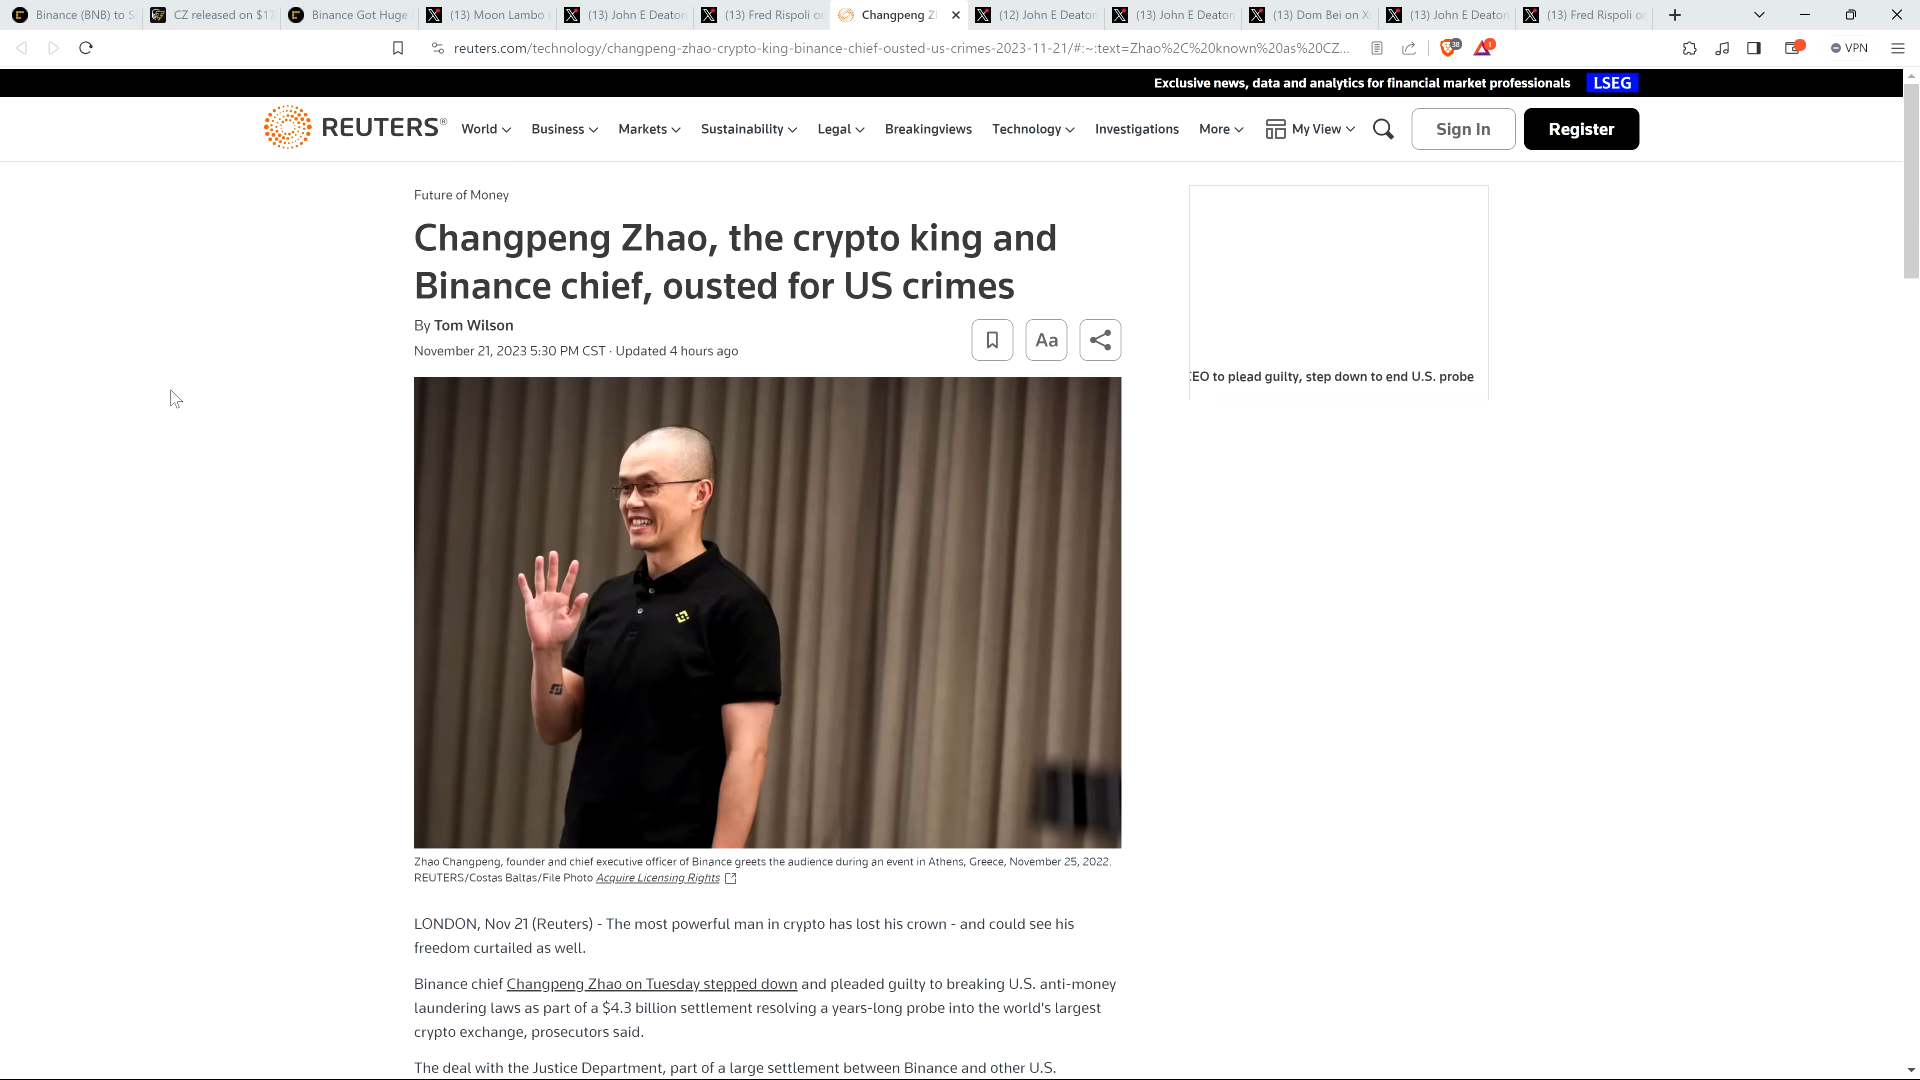 Binance (BNB) to S
CZ released on $17
Binance Got Huge
(13) Moon Lambo
(13) John E Deaton
(13) Fred Rispoli on
Changpeng Z
(12) John E Deaton
(13) John E Deaton
(13) Dom Bei on X
(13) John E Deaton
(13) Fred Rispoli on
reuters.com/technology/changpeng-zhao-crypto-king-binance-chief-ousted-us-crimes-2023-11-21/#:~:text=Zhao%2C%20known%20as%20CZ...
VPN
Exclusive news, data and analytics for financial market professionals LSEG
REUTERS® World Business Markets Sustainability Legal Breakingviews Technology Investigations More My View Sign In Register
Future of Money
Changpeng Zhao, the crypto king and
Binance chief, ousted for US crimes
By Tom Wilson
November 21, 2023 5:30 PM CST · Updated 4 hours ago
Aa
EO to plead guilty, step down to end U.S. probe
Zhao Changpeng, founder and chief executive officer of Binance greets the audience during an event in Athens, Greece, November 25, 2022.
REUTERS/Costas Baltas/File Photo Acquire Licensing Rights
LONDON, Nov 21 (Reuters) - The most powerful man in crypto has lost his crown - and could see his
freedom curtailed as well.
Binance chief Changpeng Zhao on Tuesday stepped down and pleaded guilty to breaking U.S. anti-money
laundering laws as part of a $4.3 billion settlement resolving a years-long probe into the world's largest
crypto exchange, prosecutors said.
The deal with the Justice Department, part of a large settlement between Binance and other U.S.